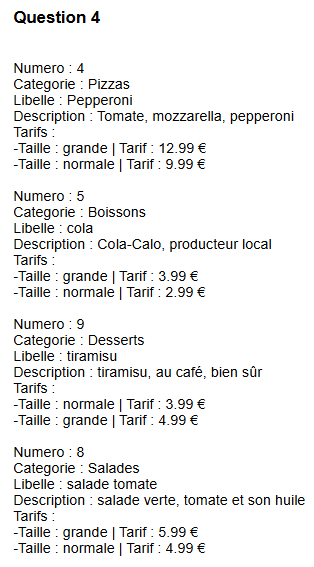 Question 4
Numero : 4
Categorie : Pizzas
Libelle : Pepperoni
Description : Tomate, mozzarella, pepperoni
Tarifs :
-Taille : grande | Tarif : 12.99 €
-Taille : normale | Tarif : 9.99 €
Numero : 5
Categorie : Boissons
Libelle : cola
Description : Cola-Calo, producteur local
Tarifs :
-Taille : grande | Tarif : 3.99 €
-Taille : normale | Tarif : 2.99 €
Numero : 9
Categorie : Desserts
Libelle : tiramisu
Description : tiramisu, au café, bien sûr
Tarifs :
-Taille : normale | Tarif : 3.99 €
-Taille : grande | Tarif : 4.99 €
Numero : 8
Categorie : Salades
Libelle : salade tomate
Description : salade verte, tomate et son huile
Tarifs :
-Taille : grande | Tarif : 5.99 €
-Taille : normale | Tarif : 4.99 €